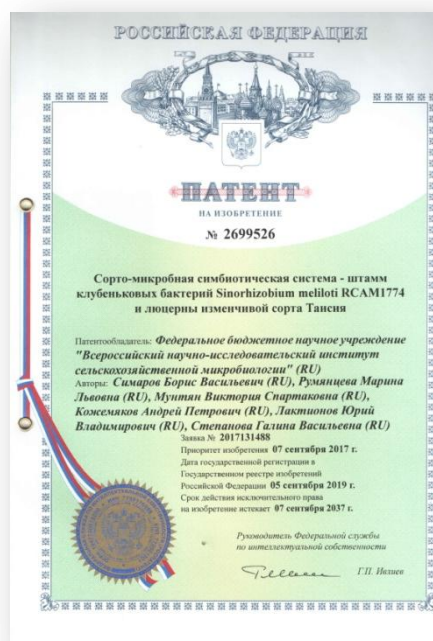 РОССИЙСКАЯ ФЕДЕРАЦИЯ
ПАТЕНТ
НА ИЗОБРЕТЕНИЕ
№ 2699526
Сорто-микробная симбиотическая система - штамм
клубеньковых бактерий Sinorhizobium meliloti RCAM1774
и люцерны изменчивой сорта Таисия
Патентообладатель: Федеральное бюджетное научное учреждение
"Всероссийский научно-исследовательский институт
сельскохозяйственной микробиологии" (RU)
Авторы: Симаров Борис Васильевич (RU), Румянцева Марина
Львовна (RU), Мунтян Виктория Спартаковна (RU),
Кожемяков Андрей Петрович (RU), Лактионов Юрий
Владимирович (RU), Степанова Галина Васильевна (RU)
Заявка № 2017131488
Приоритет изобретения 07 сентября 2017 г.
Дата государственной регистрации в
Государственном реестре изобретений
Российской Федерации 05 сентября 2019 г.
Срок действия исключительного права
на изобретение истекает 07 сентября 2037 г.
Руководитель Федеральной службы
по интеллектуальной собственности
Г.П. Ивлиев